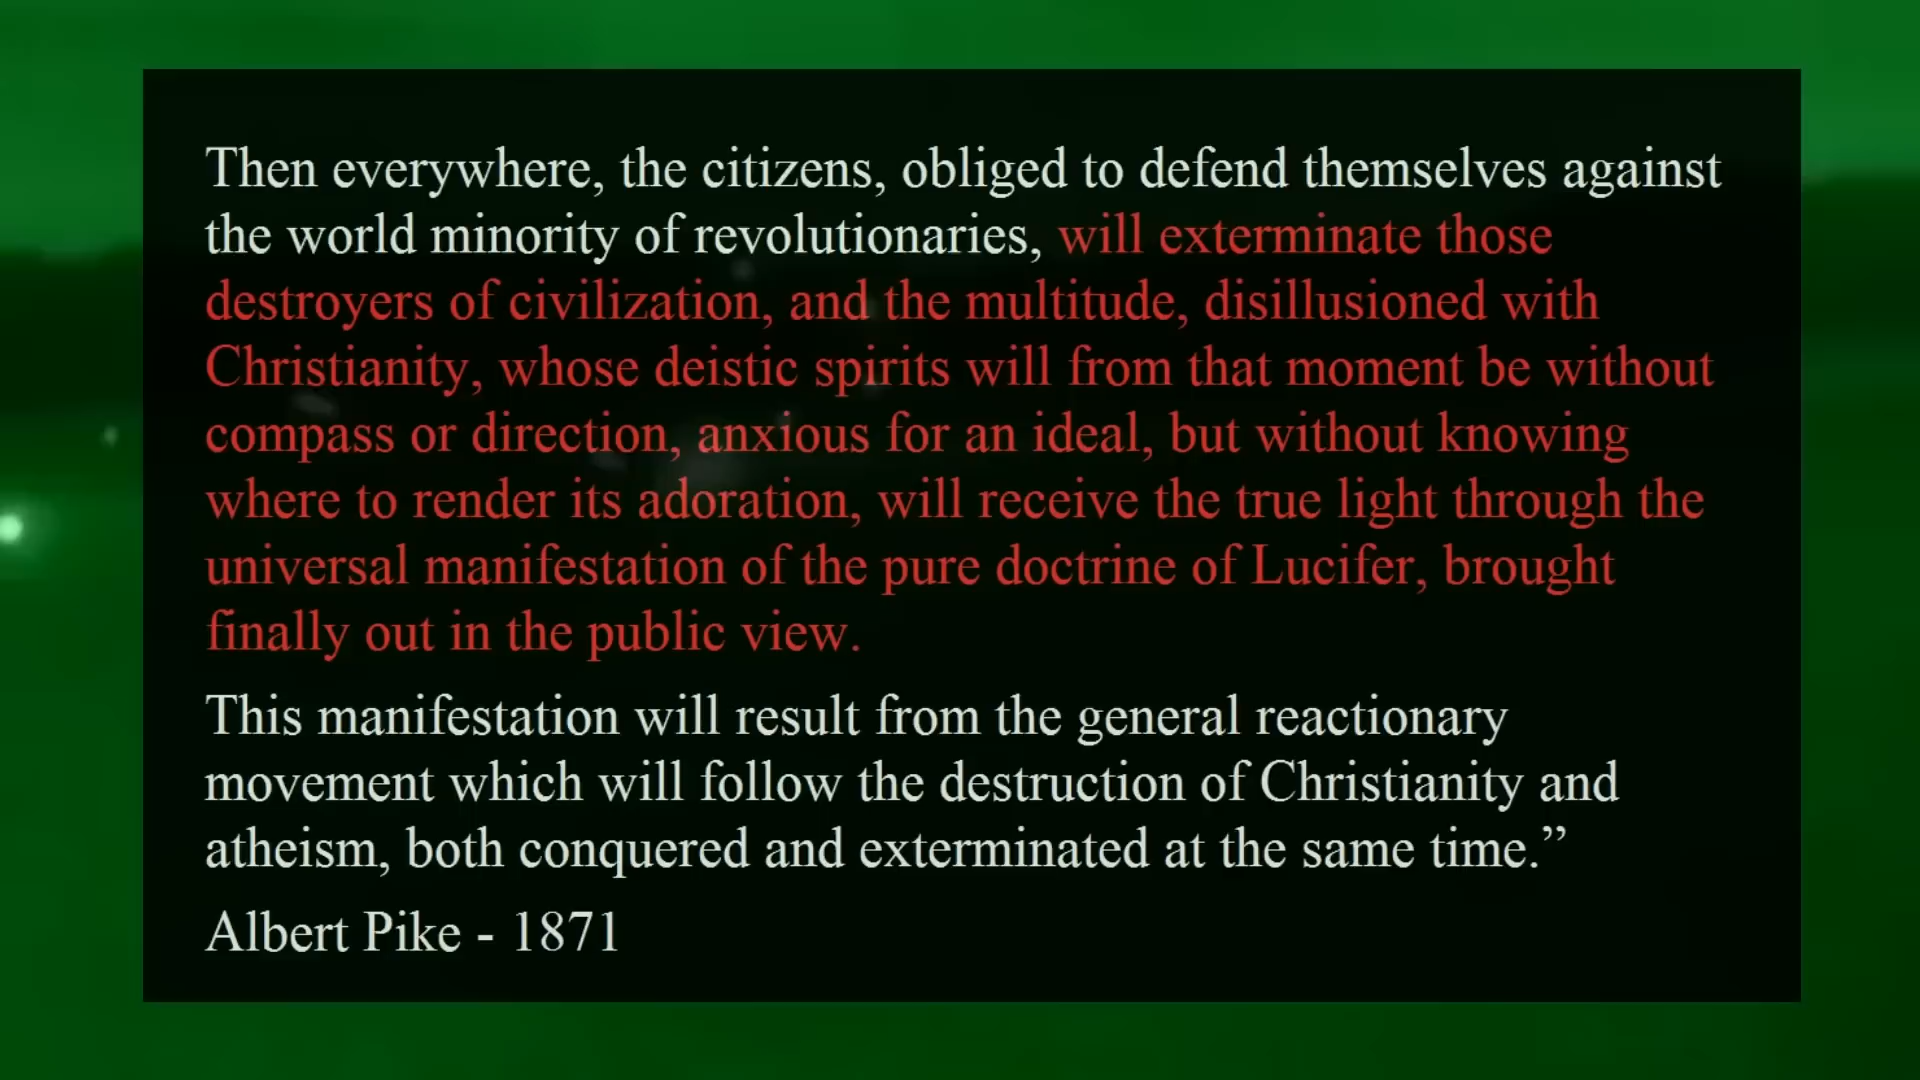 Then everywhere, the citizens, obliged to defend themselves against
the world minority of revolutionaries, will exterminate those
destroyers of civilization, and the multitude, disillusioned with
Christianity, whose deistic spirits will from that moment be without
compass or direction, anxious for an ideal, but without knowing
where to render its adoration, will receive the true light through the
universal manifestation of the pure doctrine of Lucifer, brought
finally out in the public view.
This manifestation will result from the general reactionary
movement which will follow the destruction of Christianity and
atheism, both conquered and exterminated at the same time.”
Albert Pike - 1871